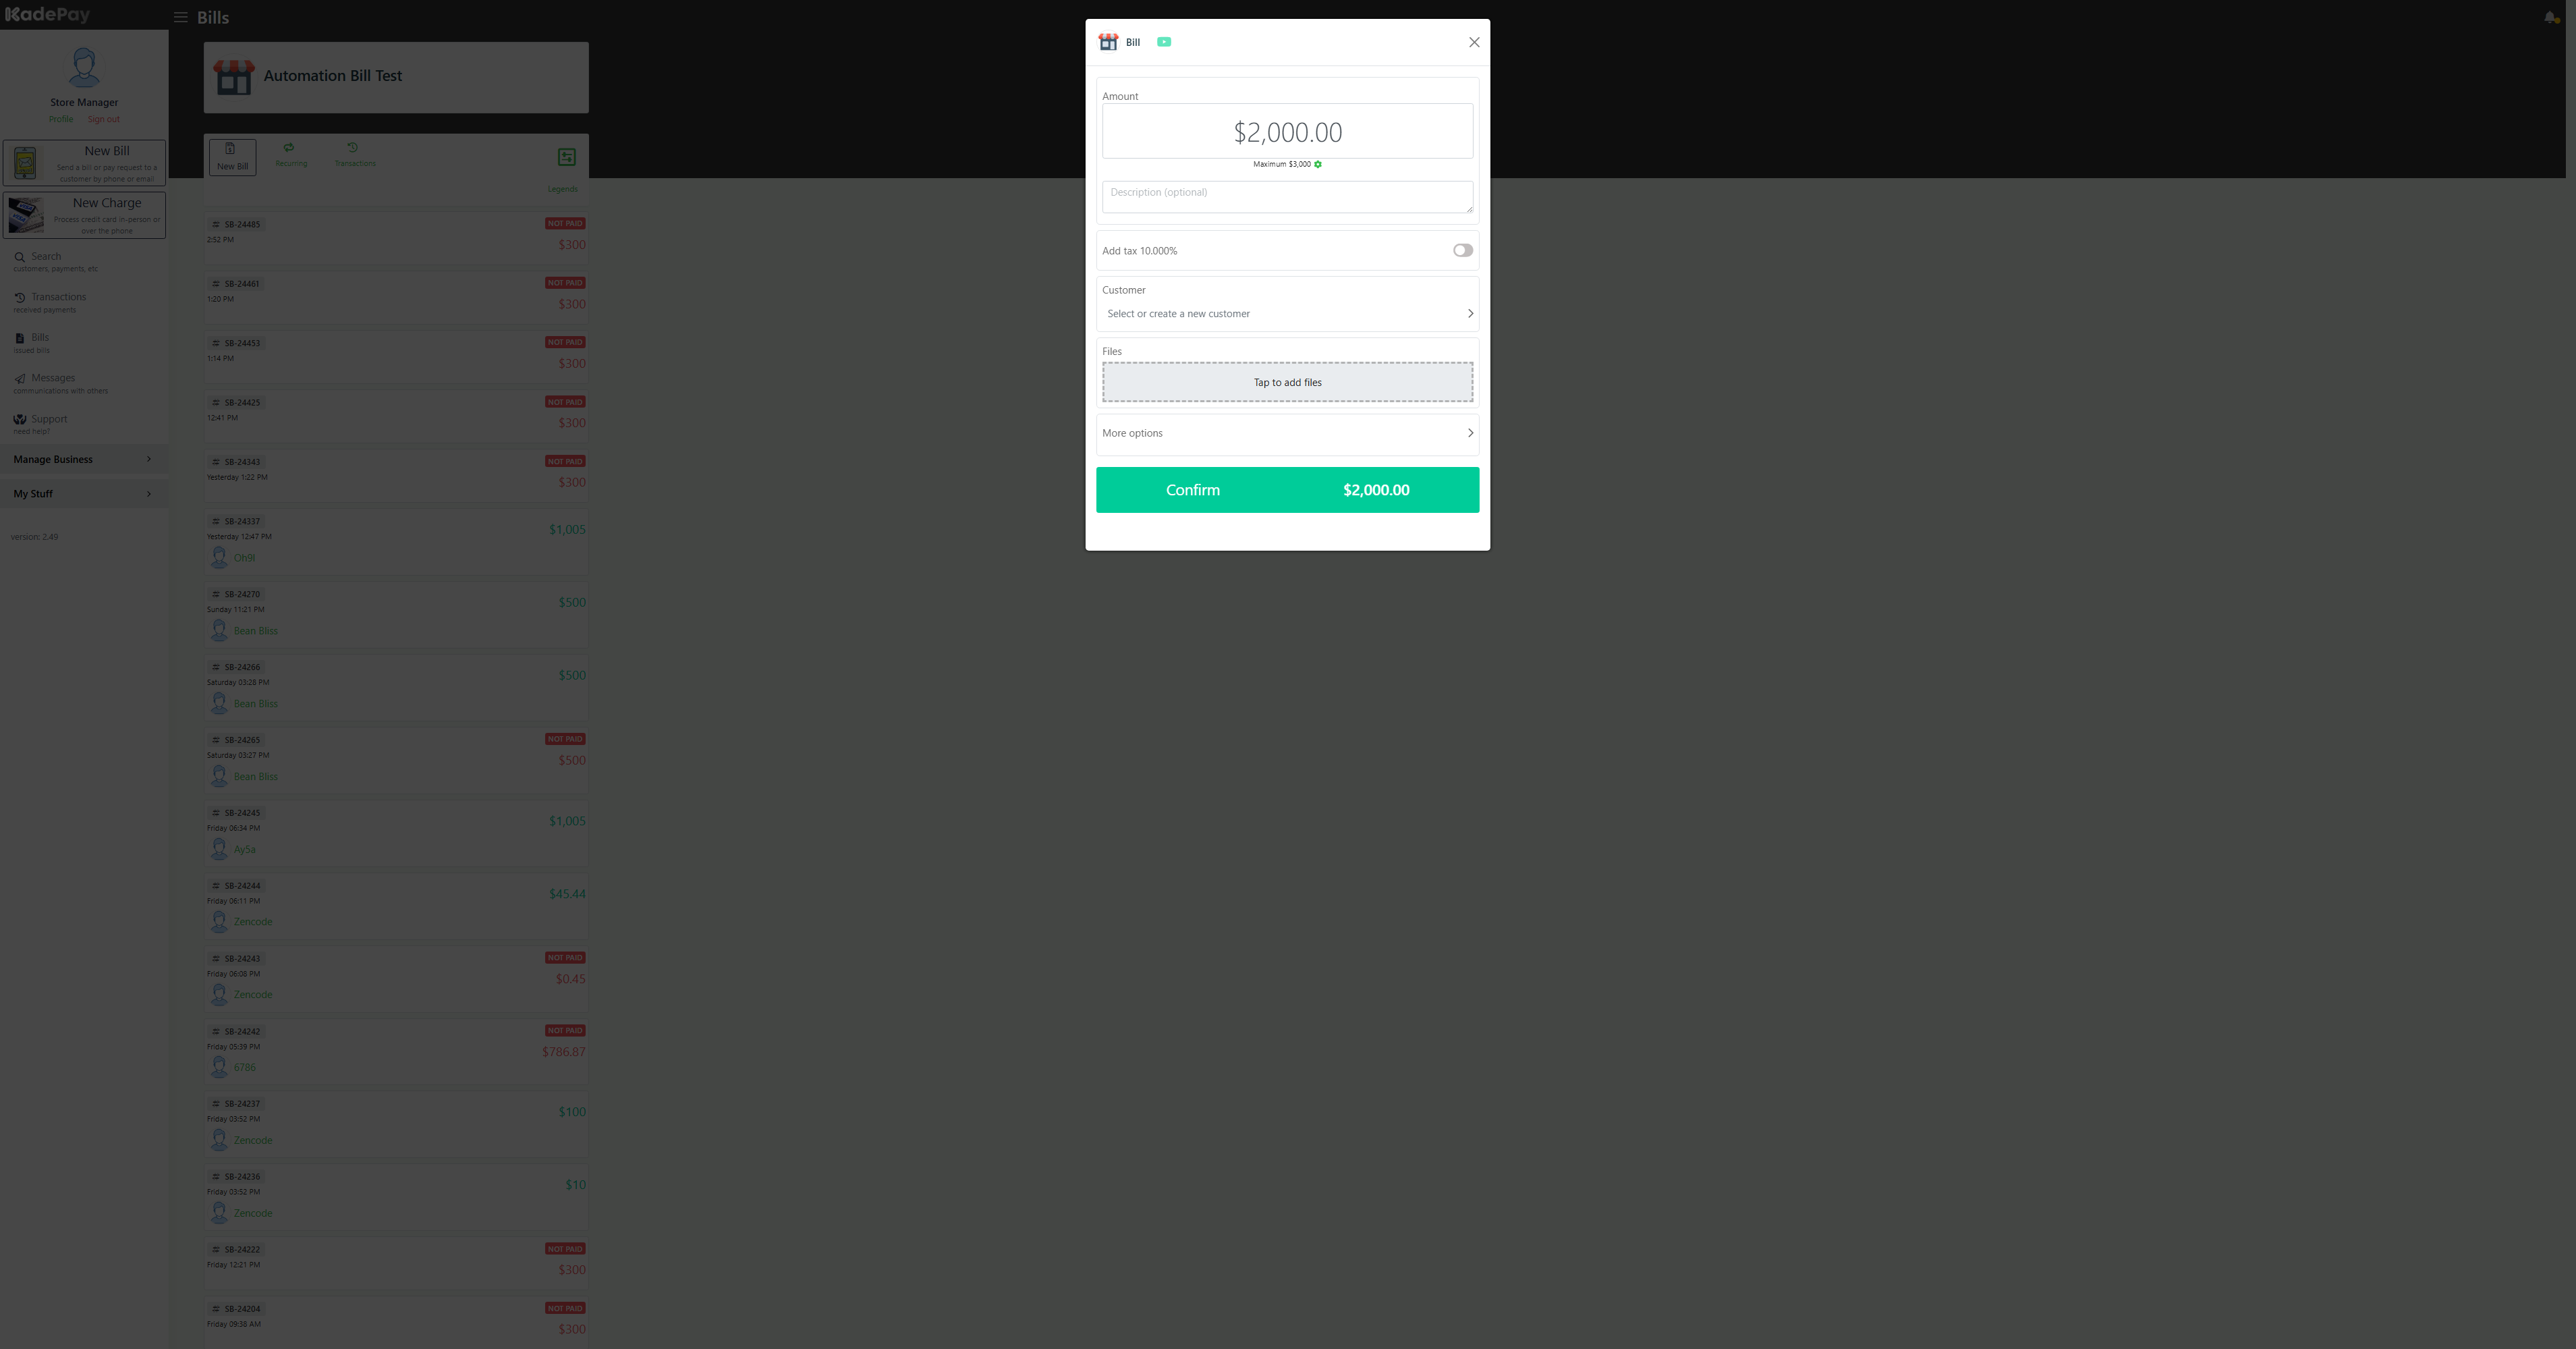 KadePay
Bills
Store Manager
Profile
Sign out
New Bill
Send a bill or pay request to a
customer by phone or email
New Charge
Process credit card in-person or
over the phone
Search
customers, payments, etc
Transactions
received payments
Bills
issued bills
Messages
communications with others
Support
need help?
Manage Business
My Stuff
version: 2.49
Automation Bill Test
New Bill
Recurring
Transactions
Legends
SB-24485
NOT PAID
2:52 PM
$300
SB-24461
NOT PAID
1:20 PM
$300
SB-24453
NOT PAID
1:14 PM
$300
SB-24425
NOT PAID
12:41 PM
$300
SB-24343
NOT PAID
Yesterday 1:22 PM
$300
SB-24337
$1,005
Yesterday 12:47 PM
Oh9l
SB-24270
$500
Sunday 11:21 PM
Bean Bliss
SB-24266
$500
Saturday 03:28 PM
Bean Bliss
SB-24265
NOT PAID
Saturday 03:27 PM
$500
Bean Bliss
SB-24245
$1,005
Friday 06:34 PM
Ay5a
SB-24244
$45.44
Friday 06:11 PM
Zencode
SB-24243
NOT PAID
Friday 06:08 PM
$0.45
Zencode
SB-24242
NOT PAID
Friday 05:39 PM
$786.87
6786
SB-24237
$100
Friday 03:52 PM
Zencode
SB-24236
$10
Friday 03:52 PM
Zencode
SB-24222
NOT PAID
Friday 12:21 PM
$300
SB-24204
NOT PAID
Friday 09:38 AM
$300
Bill
Amount
$2,000.00
Maximum $3,000
Description (optional)
Add tax 10.000%
Customer
Select or create a new customer
Files
Tap to add files
More options
Confirm
$2,000.00